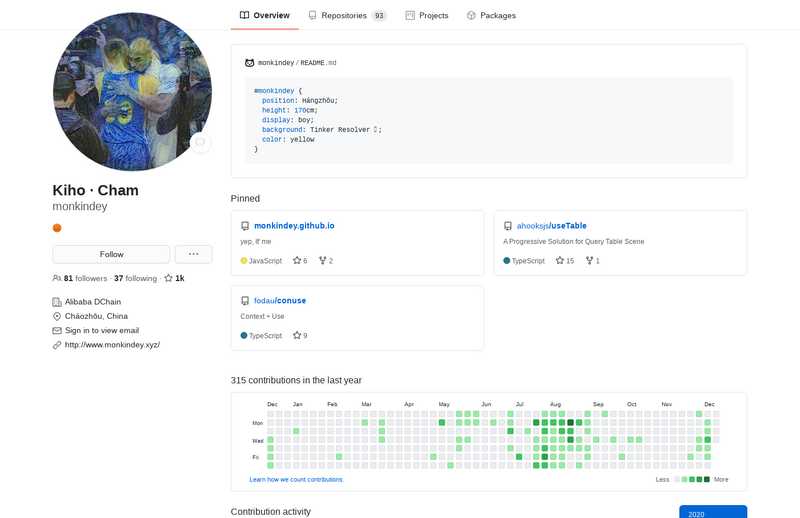 Overview
Repositories 93
Projects
Packages
Kiho · Cham
monkindey
Follow
81 followers · 37 following · 1k
Alibaba DChain
Cháozhōu, China
Sign in to view email
http://www.monkindey.xyz/
monkindey / README.md
#monkindey {
position: Hángzhōu;
height: 170cm;
display: boy;
background: Tinker Resolver ;
color: yellow
}
Pinned
monkindey.github.io
yep, it' me
JavaScript 6 2
ahooksjs/useTable
A Progressive Solution for Query Table Scene
TypeScript 15 1
fodau/conuse
Context + Use
TypeScript 9
315 contributions in the last year
Dec Jan Feb Mar Apr May Jun Jul Aug Sep Oct Nov Dec
Mon
Wed
Fri
Learn how we count contributions
Less More
Contribution activity
2020